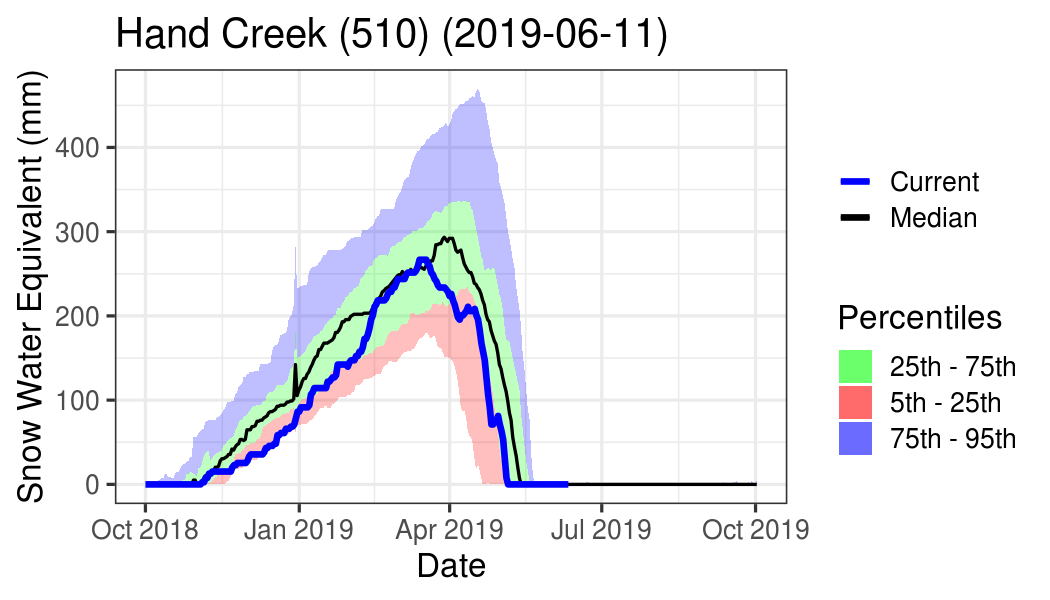 Hand Creek (510) (2019-06-11)
Snow Water Equivalent (mm)
400
300
200
100
0
Oct 2018
Jan 2019
Apr 2019
Jul 2019
Oct 2019
Date
Current
Median
Percentiles
25th - 75th
5th - 25th
75th - 95th